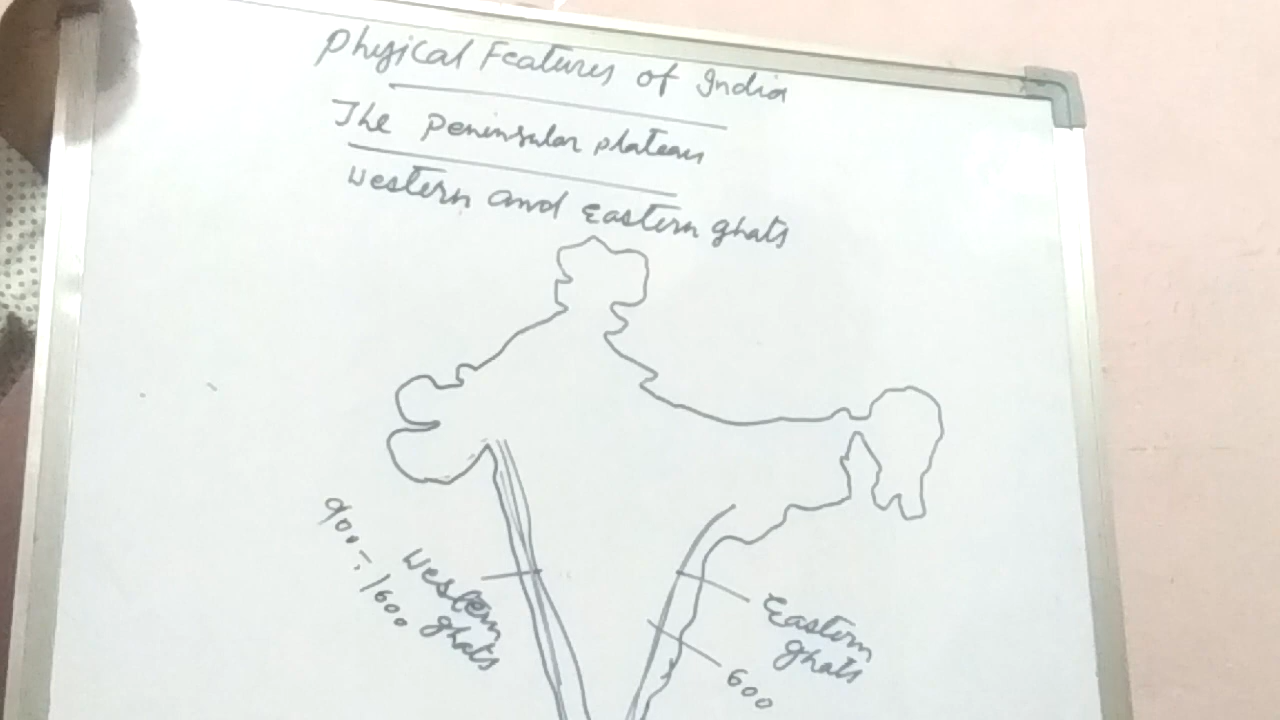 Physical Features of India
The Peninsular plateau
Western and Eastern ghats
Western
ghats
900-1600
Eastern
ghats
600